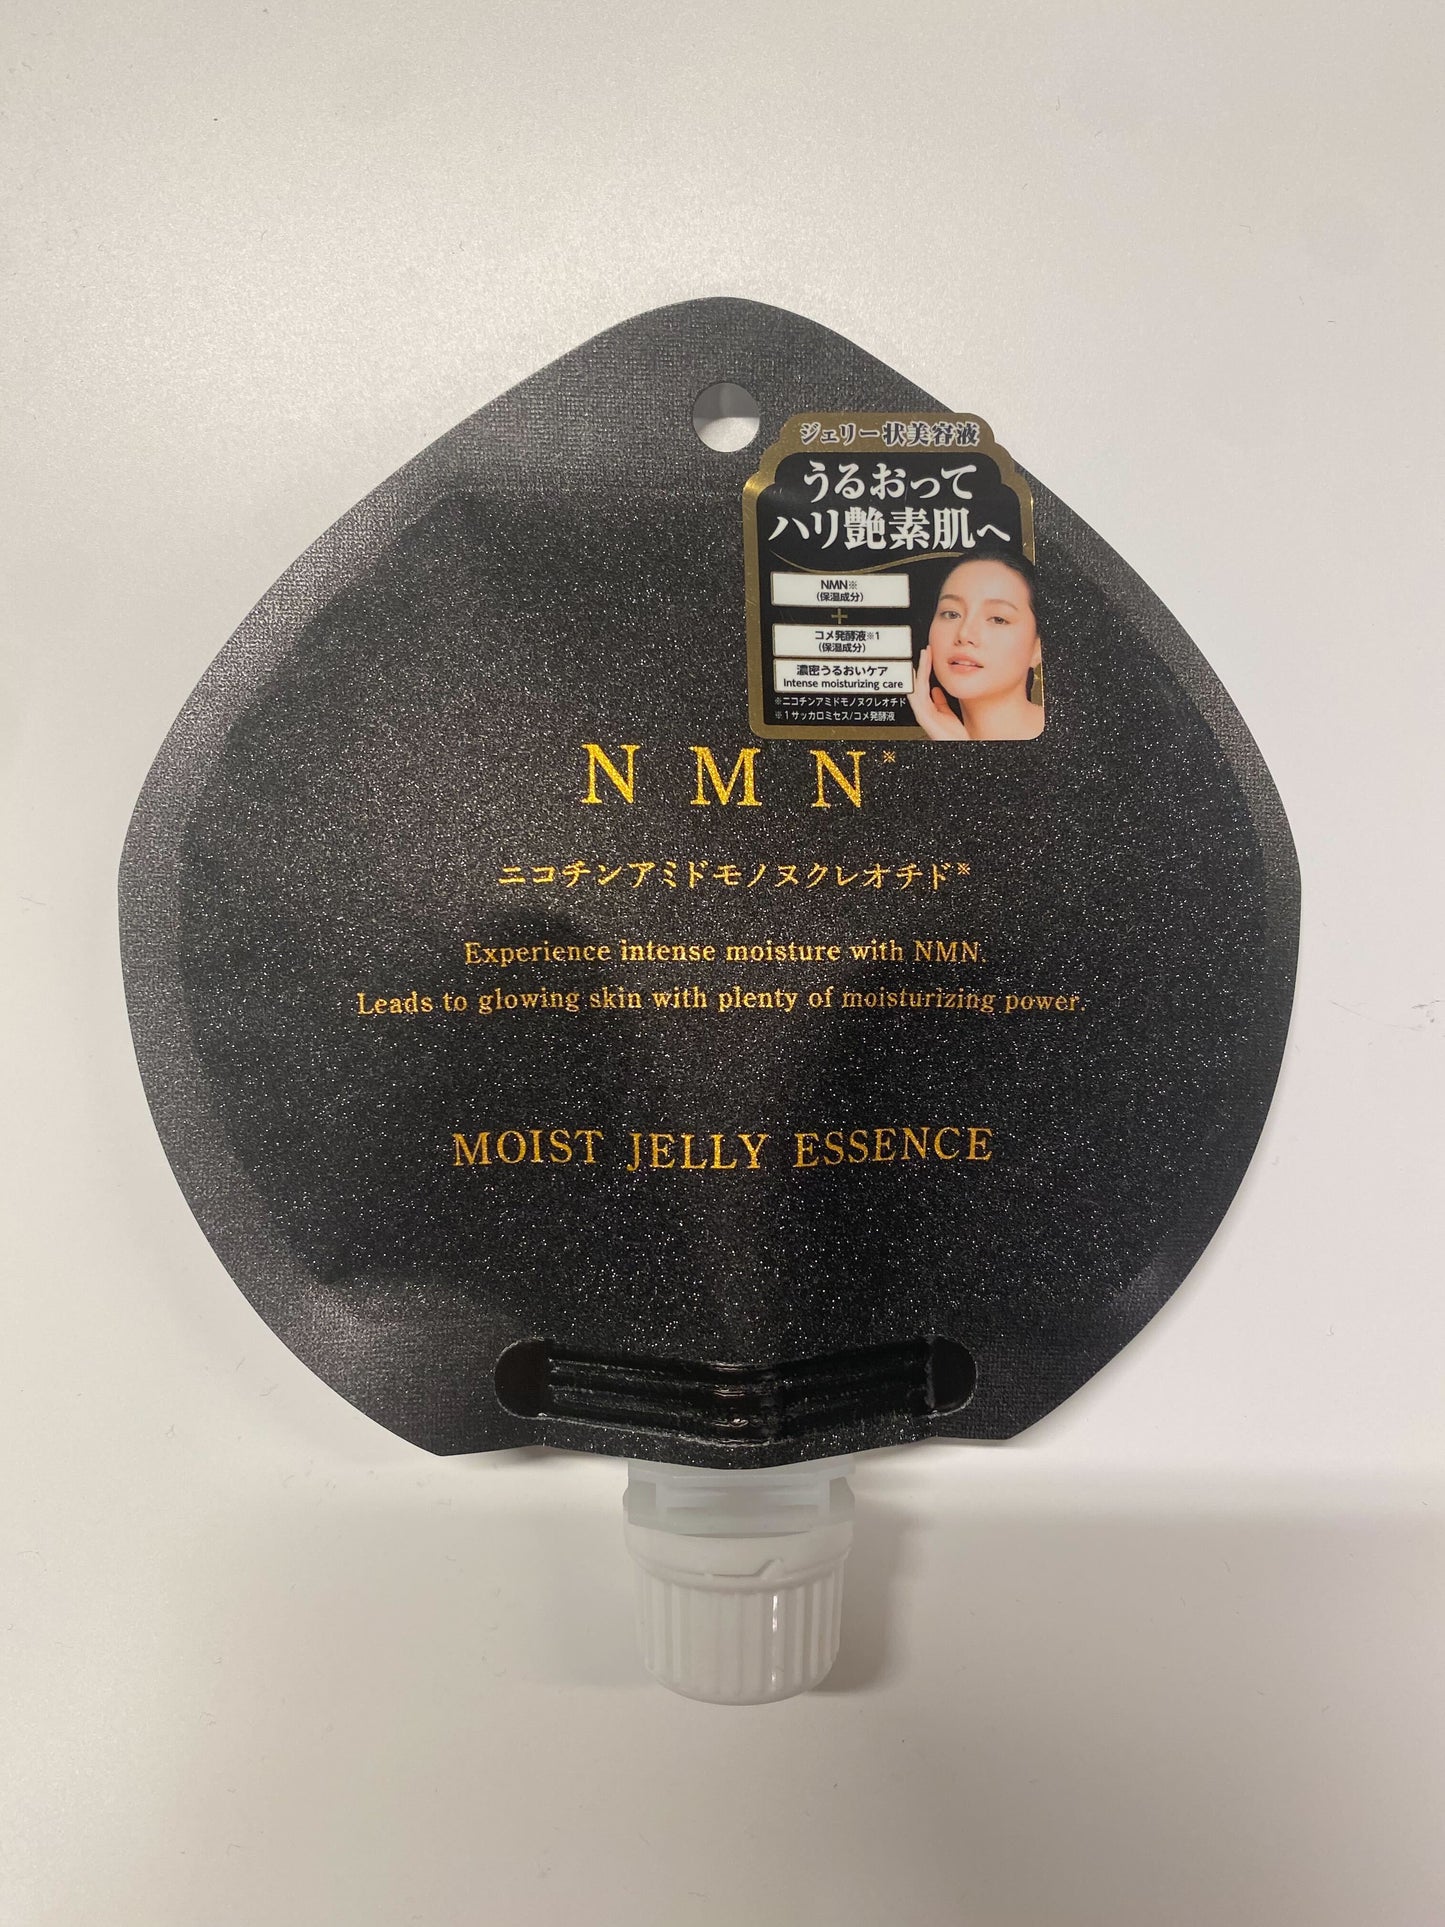 ジェリー状美容液
うるおって
ハリ艶素肌へ
NMN※
(保湿成分)
+
コメ発酵液※1
(保湿成分)
濃密うるおいケア
Intense moisturizing care
※ニコチンアミドモノヌクレオチド
※1サッカロミセス/コメ発酵液
NMN※
ニコチンアミドモノヌクレオチド※
Experience intense moisture with NMN.
Leads to glowing skin with plenty of moisturizing power.
MOIST JELLY ESSENCE